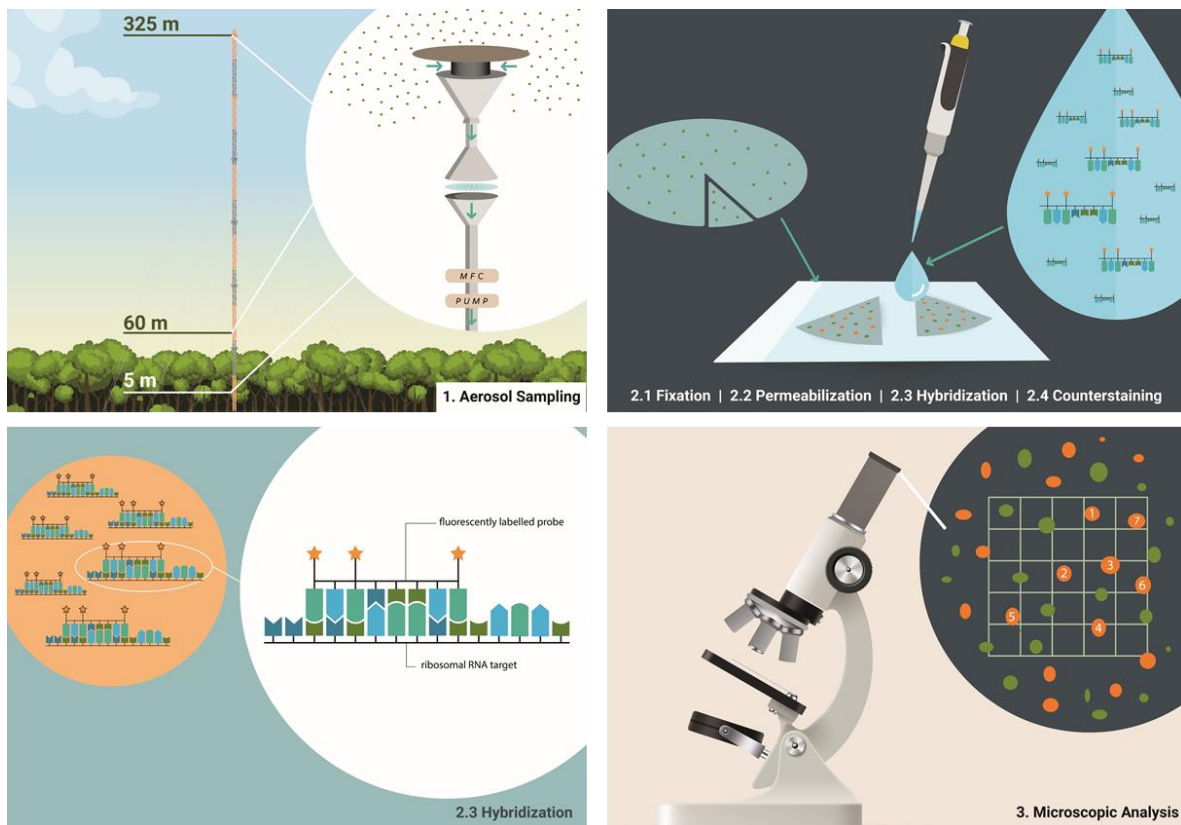 325 m
60 m
5 m
MFC
PUMP
1. Aerosol Sampling
2.1 Fixation | 2.2 Permeabilization | 2.3 Hybridization | 2.4 Counterstaining
fluorescently labelled probe
ribosomal RNA target
2.3 Hybridization
1
7
3
2
6
5
4
3. Microscopic Analysis